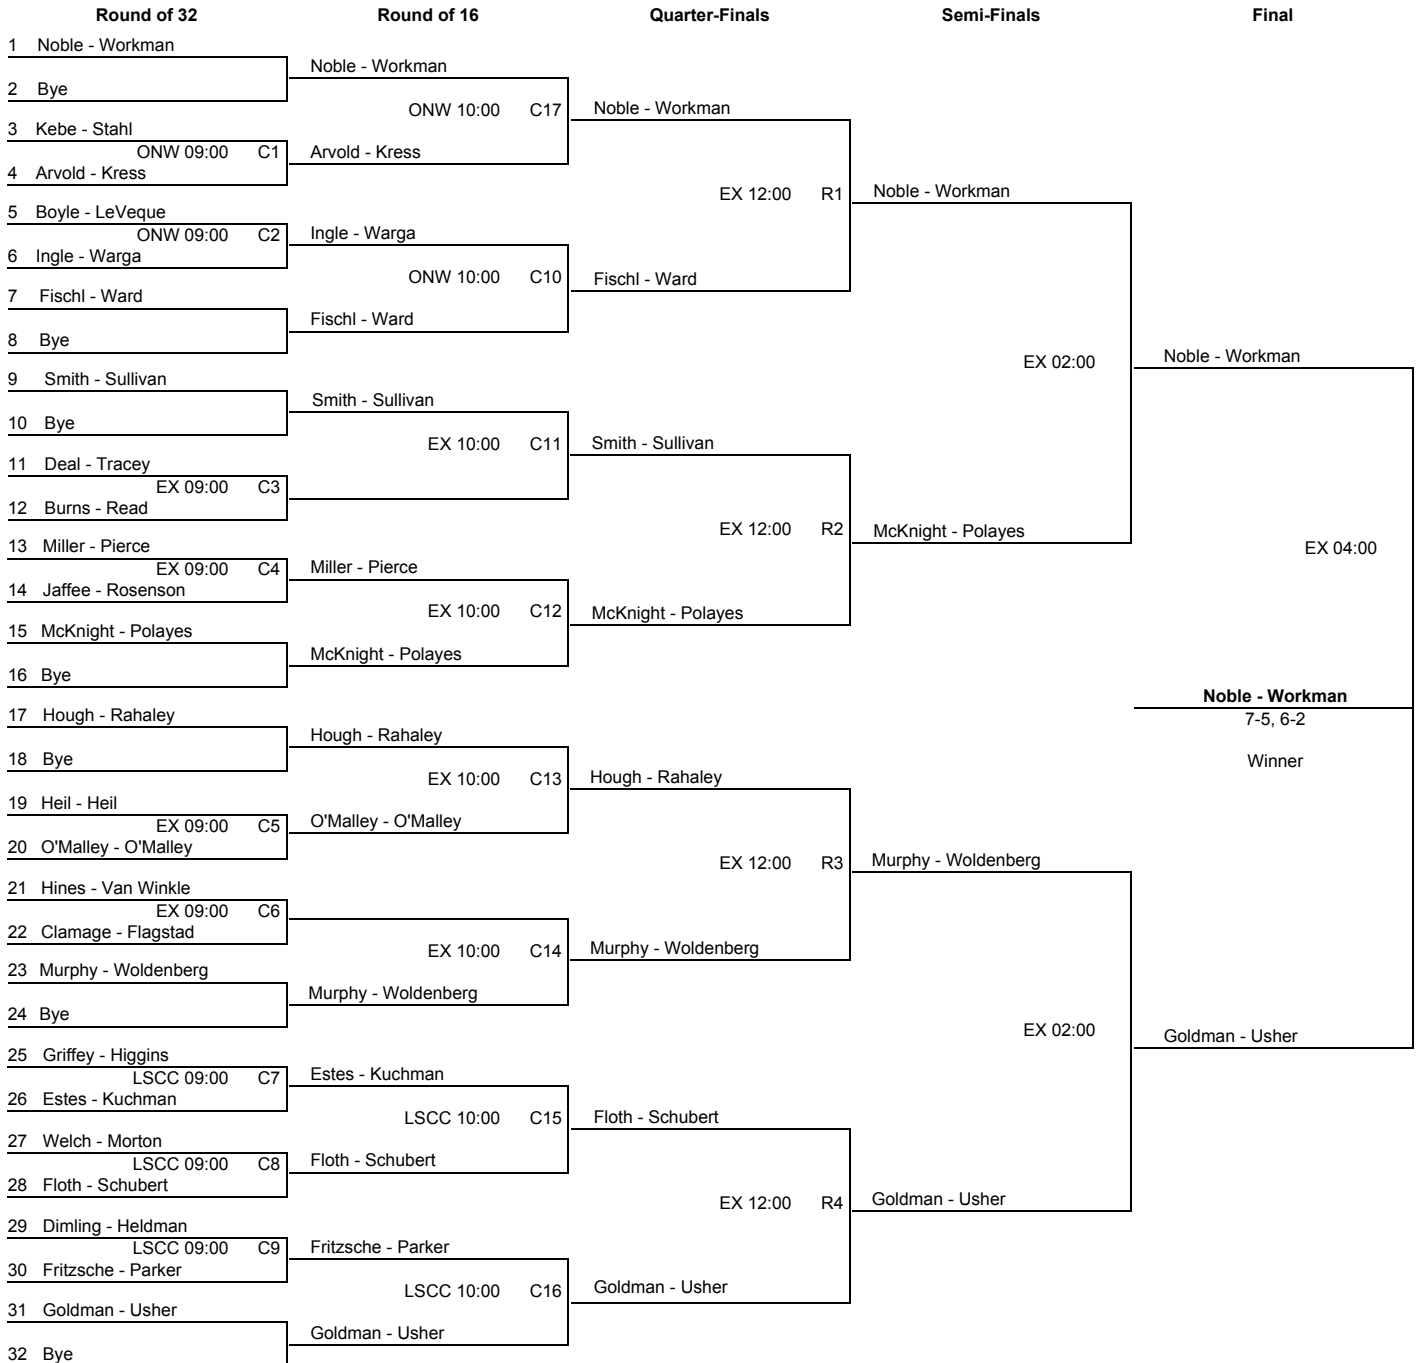 Round of 32
Round of 16
Quarter-Finals
Semi-Finals
Final
1 Noble - Workman
2 Bye
3 Kebe - Stahl
ONW 09:00 C1
4 Arvold - Kress
5 Boyle - LeVeque
ONW 09:00 C2
6 Ingle - Warga
7 Fischl - Ward
8 Bye
9 Smith - Sullivan
10 Bye
11 Deal - Tracey
EX 09:00 C3
12 Burns - Read
13 Miller - Pierce
EX 09:00 C4
14 Jaffee - Rosenson
15 McKnight - Polayes
16 Bye
17 Hough - Rahaley
18 Bye
19 Heil - Heil
EX 09:00 C5
20 O'Malley - O'Malley
21 Hines - Van Winkle
EX 09:00 C6
22 Clamage - Flagstad
23 Murphy - Woldenberg
24 Bye
25 Griffey - Higgins
LSCC 09:00 C7
26 Estes - Kuchman
27 Welch - Morton
LSCC 09:00 C8
28 Floth - Schubert
29 Dimling - Heldman
LSCC 09:00 C9
30 Fritzsche - Parker
31 Goldman - Usher
32 Bye
Noble - Workman
ONW 10:00 C17
Arvold - Kress
Ingle - Warga
ONW 10:00 C10
Fischl - Ward
Smith - Sullivan
EX 10:00 C11
Miller - Pierce
EX 10:00 C12
McKnight - Polayes
Hough - Rahaley
EX 10:00 C13
O'Malley - O'Malley
EX 10:00 C14
Murphy - Woldenberg
Estes - Kuchman
LSCC 10:00 C15
Floth - Schubert
Fritzsche - Parker
LSCC 10:00 C16
Goldman - Usher
Noble - Workman
EX 12:00 R1
Fischl - Ward
Smith - Sullivan
EX 12:00 R2
McKnight - Polayes
Hough - Rahaley
EX 12:00 R3
Murphy - Woldenberg
Floth - Schubert
EX 12:00 R4
Goldman - Usher
Noble - Workman
EX 02:00
McKnight - Polayes
Murphy - Woldenberg
EX 02:00
Goldman - Usher
Noble - Workman
EX 04:00
Noble - Workman
7-5, 6-2
Winner
Goldman - Usher